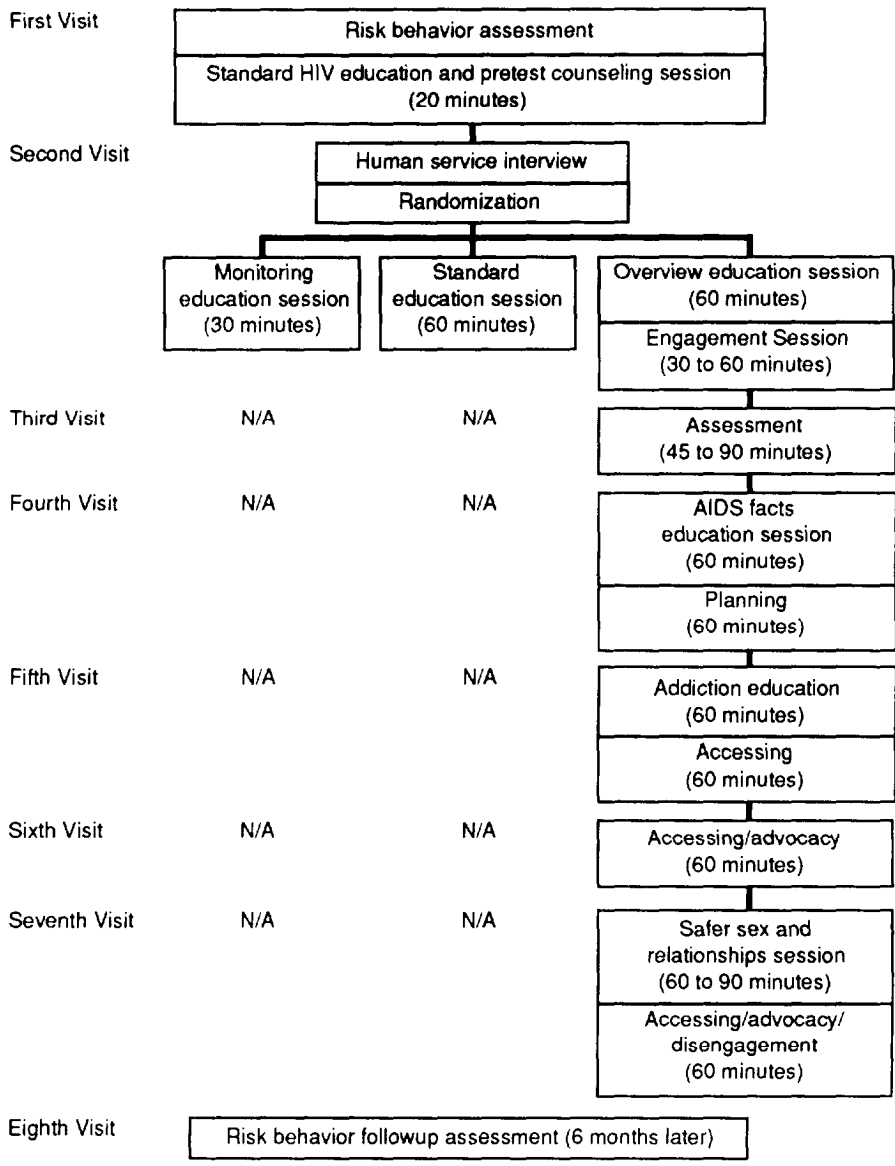 First Visit
Risk behavior assessment
Standard HIV education and pretest counseling session
(20 minutes)
Second Visit
Human service interview
Randomization
Monitoring
education session
(30 minutes)
Standard
education session
(60 minutes)
Overview education session
(60 minutes)
Engagement Session
(30 to 60 minutes)
Third Visit
N/A
N/A
Assessment
(45 to 90 minutes)
Fourth Visit
N/A
N/A
AIDS facts
education session
(60 minutes)
Planning
(60 minutes)
Fifth Visit
N/A
N/A
Addiction education
(60 minutes)
Accessing
(60 minutes)
Sixth Visit
N/A
N/A
Accessing/advocacy
(60 minutes)
Seventh Visit
N/A
N/A
Safer sex and
relationships session
(60 to 90 minutes)
Accessing/advocacy/
disengagement
(60 minutes)
Eighth Visit
Risk behavior followup assessment (6 months later)